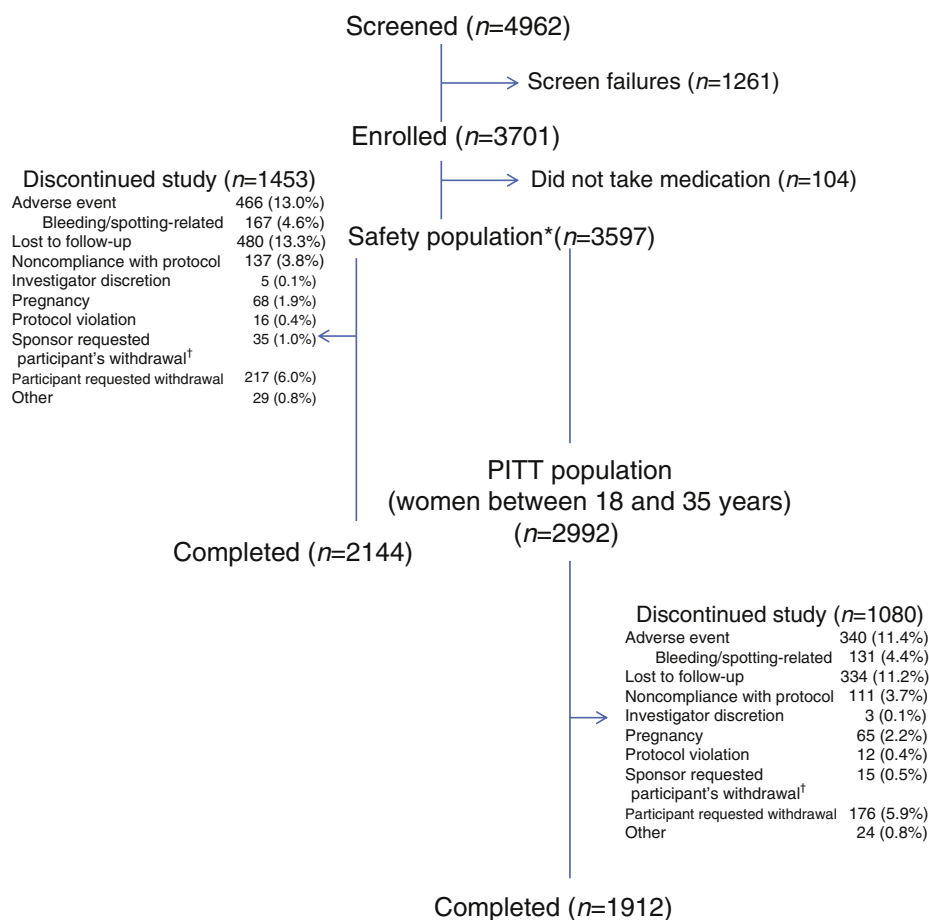 Screened (n=4962)
Screen failures (n=1261)
Enrolled (n=3701)
Did not take medication (n=104)
Safety population*(n=3597)
Discontinued study (n=1453)
Adverse event 466 (13.0%)
Bleeding/spotting-related 167 (4.6%)
Lost to follow-up 480 (13.3%)
Noncompliance with protocol 137 (3.8%)
Investigator discretion 5 (0.1%)
Pregnancy 68 (1.9%)
Protocol violation 16 (0.4%)
Sponsor requested 35 (1.0%)
participant's withdrawal†
Participant requested withdrawal 217 (6.0%)
Other 29 (0.8%)
Completed (n=2144)
PITT population
(women between 18 and 35 years)
(n=2992)
Discontinued study (n=1080)
Adverse event 340 (11.4%)
Bleeding/spotting-related 131 (4.4%)
Lost to follow-up 334 (11.2%)
Noncompliance with protocol 111 (3.7%)
Investigator discretion 3 (0.1%)
Pregnancy 65 (2.2%)
Protocol violation 12 (0.4%)
Sponsor requested 15 (0.5%)
participant's withdrawal†
Participant requested withdrawal 176 (5.9%)
Other 24 (0.8%)
Completed (n=1912)